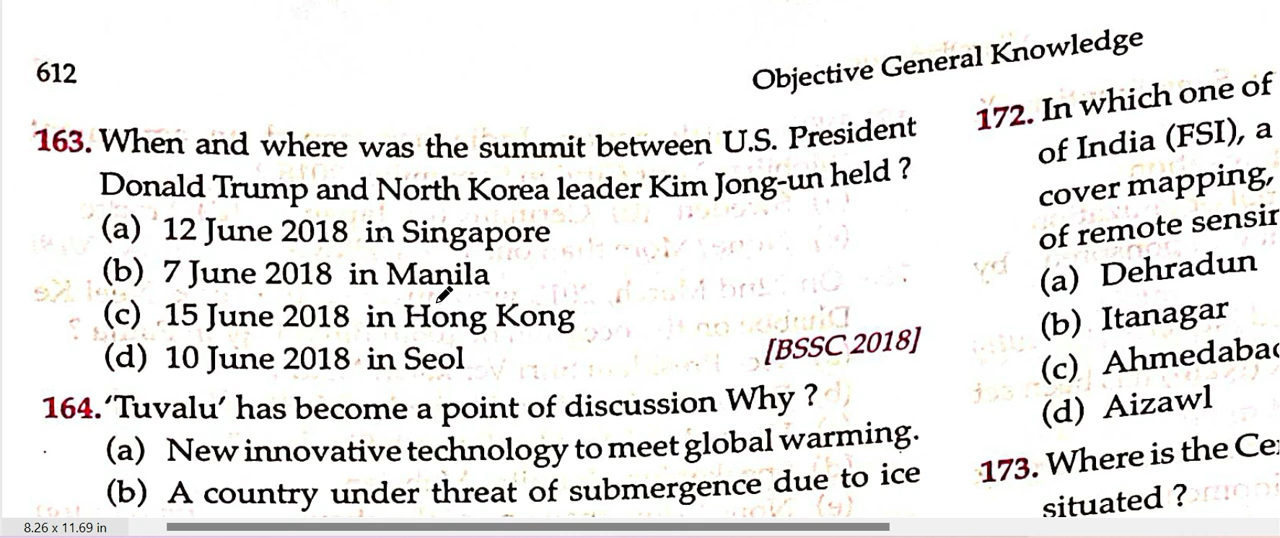 612
Objective General Knowledge
163. When and where was the summit between U.S. President
Donald Trump and North Korea leader Kim Jong-un held ?
(a) 12 June 2018 in Singapore
(b) 7 June 2018 in Manila
(c) 15 June 2018 in Hong Kong
(d) 10 June 2018 in Seol
[BSSC 2018]
164. 'Tuvalu' has become a point of discussion Why ?
(a) New innovative technology to meet global warming.
(b) A country under threat of submergence due to ice
172. In which one of
of India (FSI), a
cover mapping,
of remote sensin
(a) Dehradun
(b) Itanagar
(c) Ahmedabad
(d) Aizawl
173. Where is the Ce
situated ?
8.26 x 11.69 in